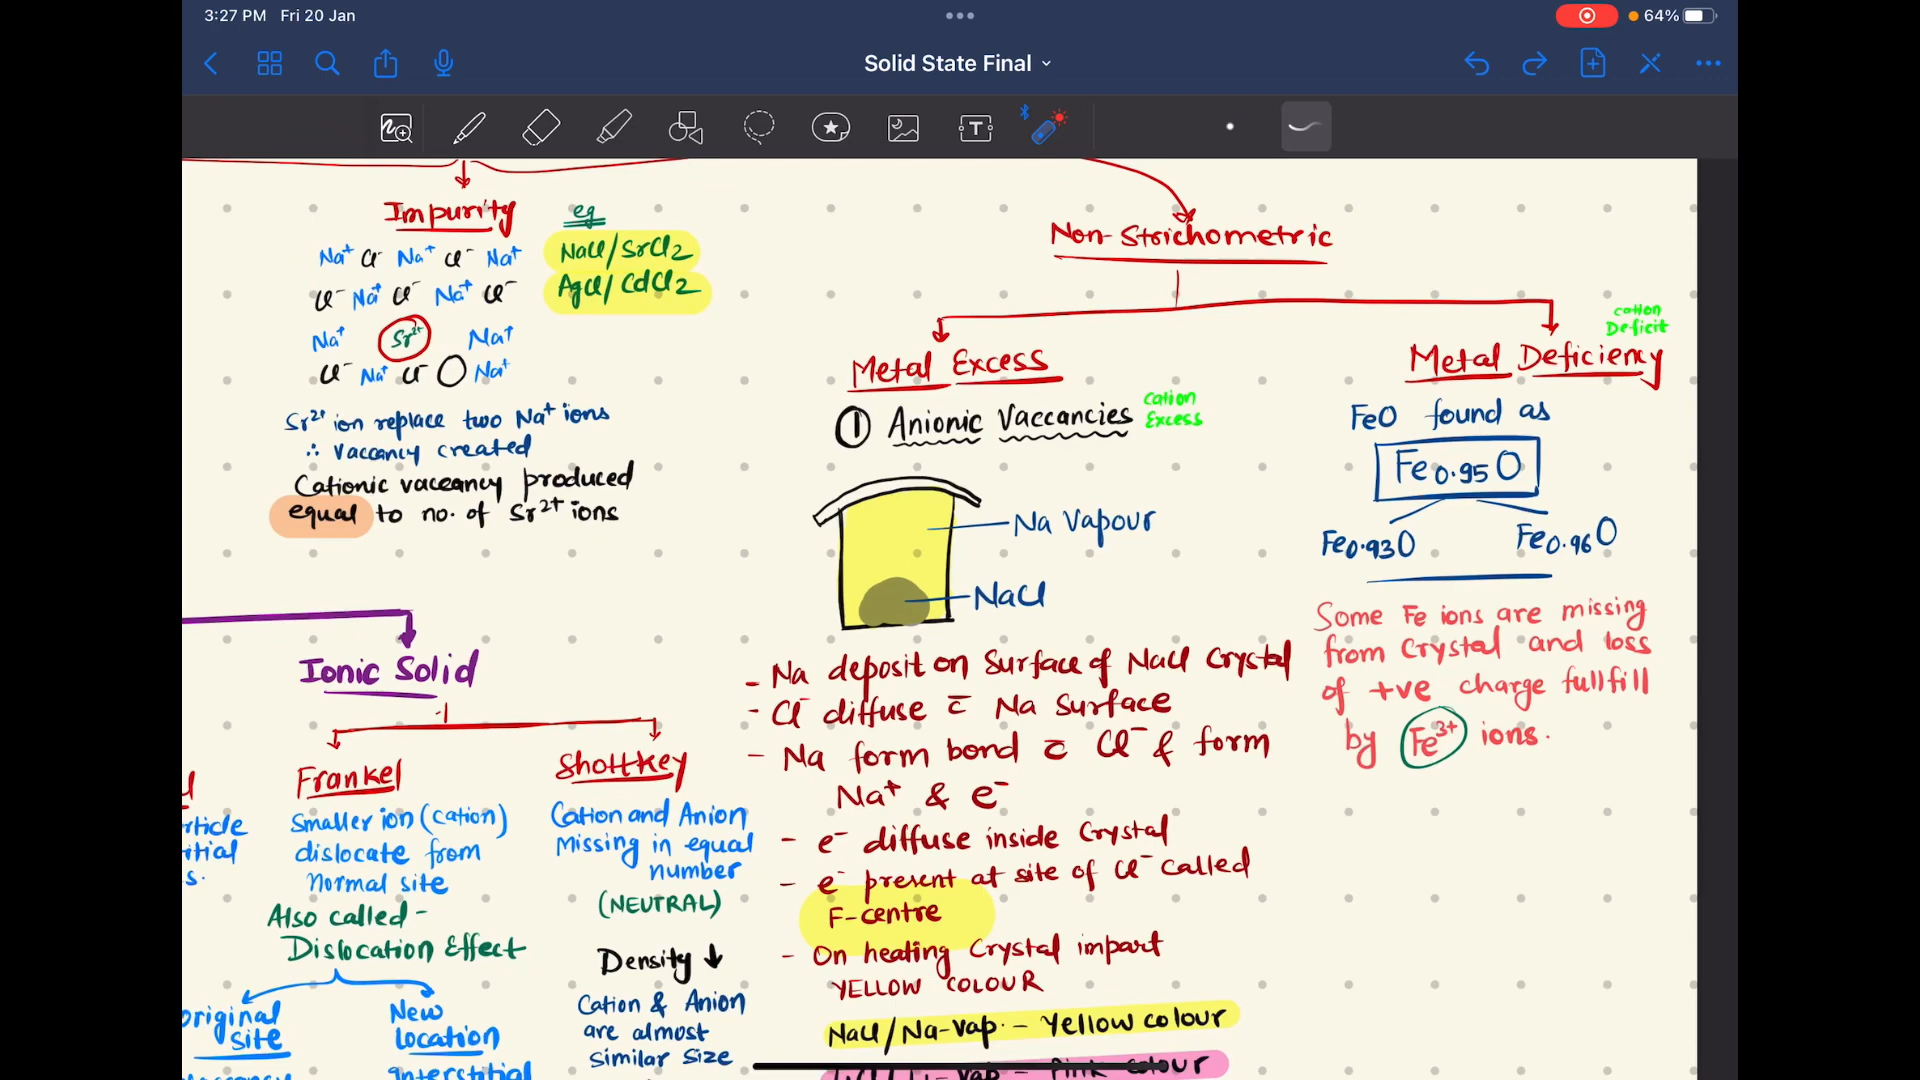 3:27 PM Fri 20 Jan
64%
Solid State Final
Impurity
eg
NaCl/SrCl2
AgCl/CdCl2
Na+ Cl- Na+ Cl- Na+
Cl- Na+ Cl- Na+ Cl-
Na+ Sr2+ Na+
Cl- Na+ Cl- Na+
Sr2+ ion replace two Na+ ions
∴ vaccancy created
Cationic vaccancy produced
equal to no. of Sr2+ ions
Ionic Solid
Frankel
Smaller ion (cation)
dislocate from
normal site
Also called -
Dislocation Effect
original
site
New
location
interstitial
Shottkey
Cation and Anion
Missing in equal
number
(NEUTRAL)
Density ↓
Cation & Anion
are almost
similar size
Non-Stoichometric
Metal Excess
① Anionic Vaccancies
Cation
Excess
Na Vapour
NaCl
- Na deposit on Surface of NaCl Crystal
- Cl- diffuse c̅ Na Surface
- Na form bond c̅ Cl- & form
Na+ & e-
- e- diffuse inside Crystal
- e- present at site of Cl- called
F-centre
- On heating Crystal impart
YELLOW COLOUR
NaCl/Na-vap. - Yellow colour
Pink colour
cation
Deficit
Metal Deficiency
FeO found as
Fe0.95O
Fe0.93O Fe0.96O
Some Fe ions are missing
from Crystal and loss
of +ve charge fullfill
by Fe3+ ions.